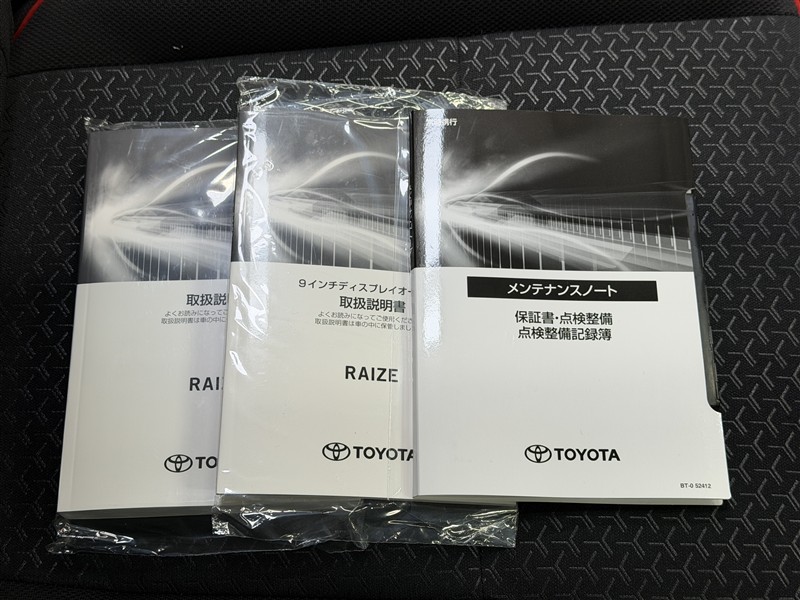 取扱説
よくお読みになってご
取扱説明書は車の中に
RAIZ
TO
9インチディスプレイオー
取扱説明書
よくお読みになってご使用くださ
取扱説明書は車の中に保管しまし
RAIZE
TOYOTA
携行
メンテナンスノート
保証書・点検整備
点検整備記録簿
TOYOTA
BT-0 52412